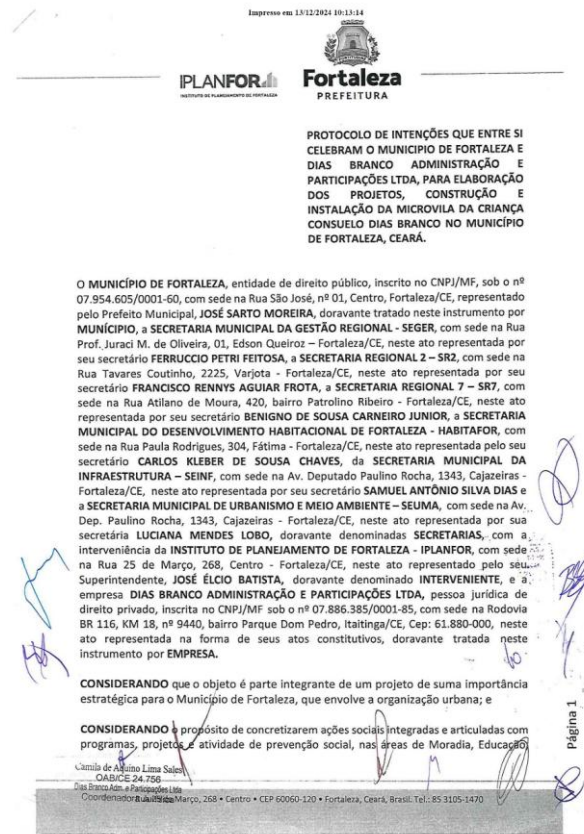 Impresso em 13/12/2024 10:13:14
IPLANFOR
INSTITUTO DE PLANEJAMENTO DE FORTALEZA
Fortaleza
PREFEITURA
PROTOCOLO DE INTENÇÕES QUE ENTRE SI
CELEBRAM O MUNICIPIO DE FORTALEZA E
DIAS BRANCO ADMINISTRAÇÃO E
PARTICIPAÇÕES LTDA, PARA ELABORAÇÃO
DOS PROJETOS, CONSTRUÇÃO E
INSTALAÇÃO DA MICROVILA DA CRIANÇA
CONSUELO DIAS BRANCO NO MUNICÍPIO
DE FORTALEZA, CEARÁ.
O MUNICÍPIO DE FORTALEZA, entidade de direito público, inscrito no CNPJ/MF, sob o nº
07.954.605/0001-60, com sede na Rua São José, nº 01, Centro, Fortaleza/CE, representado
pelo Prefeito Municipal, JOSÉ SARTO MOREIRA, doravante tratado neste instrumento por
MUNÍCIPIO, a SECRETARIA MUNICIPAL DA GESTÃO REGIONAL - SEGER, com sede na Rua
Prof. Juraci M. de Oliveira, 01, Edson Queiroz – Fortaleza/CE, neste ato representada por
seu secretário FERRUCCIO PETRI FEITOSA, a SECRETARIA REGIONAL 2 – SR2, com sede na
Rua Tavares Coutinho, 2225, Varjota - Fortaleza/CE, neste ato representada por seu
secretário FRANCISCO RENNYS AGUIAR FROTA, a SECRETARIA REGIONAL 7 – SR7, com
sede na Rua Atilano de Moura, 420, bairro Patrolino Ribeiro - Fortaleza/CE, neste ato
representada por seu secretário BENIGNO DE SOUSA CARNEIRO JUNIOR, a SECRETARIA
MUNICIPAL DO DESENVOLVIMENTO HABITACIONAL DE FORTALEZA - HABITAFOR, com
sede na Rua Paula Rodrigues, 304, Fátima - Fortaleza/CE, neste ato representada pelo seu
secretário CARLOS KLEBER DE SOUSA CHAVES, da SECRETARIA MUNICIPAL DA
INFRAESTRUTURA – SEINF, com sede na Av. Deputado Paulino Rocha, 1343, Cajazeiras -
Fortaleza/CE, neste ato representada por seu secretário SAMUEL ANTÔNIO SILVA DIAS e
a SECRETARIA MUNICIPAL DE URBANISMO E MEIO AMBIENTE – SEUMA, com sede na Av.
Dep. Paulino Rocha, 1343, Cajazeiras - Fortaleza/CE, neste ato representada por sua
secretária LUCIANA MENDES LOBO, doravante denominadas SECRETARIAS, com a
interveniência da INSTITUTO DE PLANEJAMENTO DE FORTALEZA - IPLANFOR, com sede
na Rua 25 de Março, 268, Centro - Fortaleza/CE, neste ato representado pelo seu
Superintendente, JOSÉ ÉLCIO BATISTA, doravante denominado INTERVENIENTE, e a
empresa DIAS BRANCO ADMINISTRAÇÃO E PARTICIPAÇÕES LTDA, pessoa jurídica de
direito privado, inscrita no CNPJ/MF sob o nº 07.886.385/0001-85, com sede na Rodovia
BR 116, KM 18, nº 9440, bairro Parque Dom Pedro, Itaitinga/CE, Cep: 61.880-000, neste
ato representada na forma de seus atos constitutivos, doravante tratada neste
instrumento por EMPRESA.
CONSIDERANDO que o objeto é parte integrante de um projeto de suma importância
estratégica para o Município de Fortaleza, que envolve a organização urbana; e
CONSIDERANDO o propósito de concretizarem ações sociais integradas e articuladas com
programas, projetos e atividade de prevenção social, nas áreas de Moradia, Educação,
Página 1
Camila de Aquino Lima Sales
OAB/CE 24.756
Dias Branco Adm. e Participações Ltda
Coordenadora Jurídica
Rua 25 de Março, 268 • Centro • CEP 60060-120 • Fortaleza, Ceará, Brasil. Tel.: 85 3105-1470